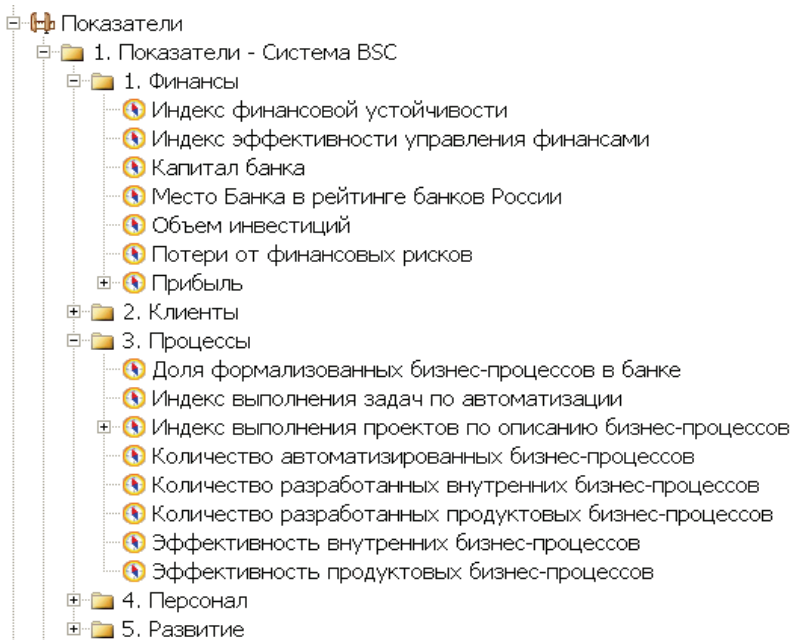 Показатели
1. Показатели - Система BSC
1. Финансы
Индекс финансовой устойчивости
Индекс эффективности управления финансами
Капитал банка
Место Банка в рейтинге банков России
Объем инвестиций
Потери от финансовых рисков
Прибыль
2. Клиенты
3. Процессы
Доля формализованных бизнес-процессов в банке
Индекс выполнения задач по автоматизации
Индекс выполнения проектов по описанию бизнес-процессов
Количество автоматизированных бизнес-процессов
Количество разработанных внутренних бизнес-процессов
Количество разработанных продуктовых бизнес-процессов
Эффективность внутренних бизнес-процессов
Эффективность продуктовых бизнес-процессов
4. Персонал
5. Развитие